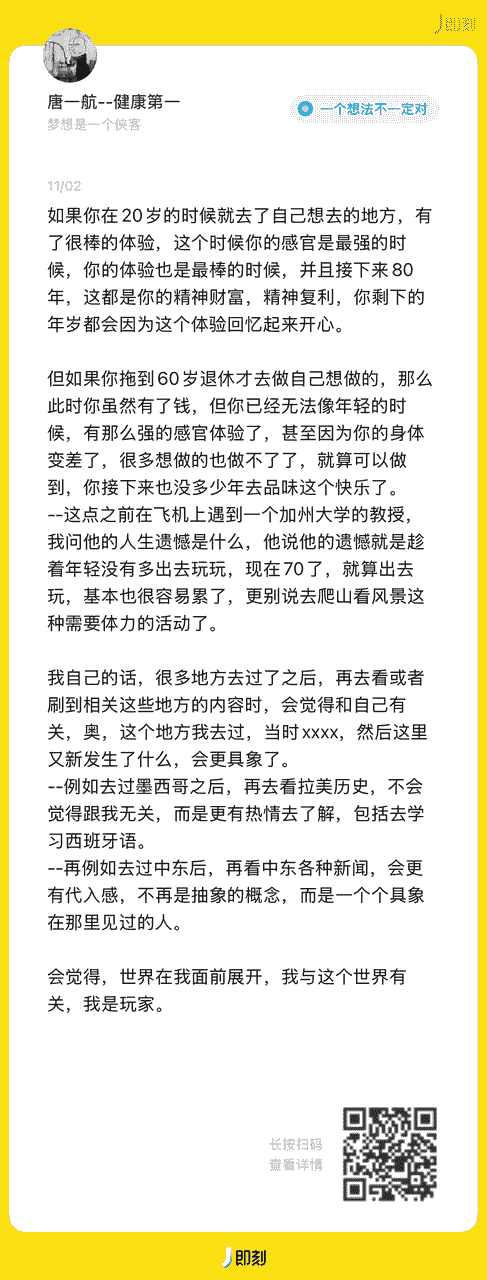 即刻
唐一航--健康第一
梦想是一个侠客
一个想法不一定对
11/02
如果你在20岁的时候就去了自己想去的地方，有
了很棒的体验，这个时候你的感官是最强的时
候，你的体验也是最棒的时候，并且接下来80
年，这都是你的精神财富，精神复利，你剩下的
年岁都会因为这个体验回忆起来开心。
但如果你拖到60岁退休才去做自己想做的，那么
此时你虽然有了钱，但你已经无法像年轻的时
候，有那么强的感官体验了，甚至因为你的身体
变差了，很多想做的也做不了了，就算可以做
到，你接下来也没多少年去品味这个快乐了。
--这点之前在飞机上遇到一个加州大学的教授，
我问他的人生遗憾是什么，他说他的遗憾就是趁
着年轻没有多出去玩玩，现在70了，就算出去
玩，基本也很容易累了，更别说去爬山看风景这
种需要体力的活动了。
我自己的话，很多地方去过了之后，再去看或者
刷到相关这些地方的内容时，会觉得和自己有
关，奥，这个地方我去过，当时xxxx，然后这里
又新发生了什么，会更具象了。
--例如去过墨西哥之后，再去看拉美历史，不会
觉得跟我无关，而是更有热情去了解，包括去学
习西班牙语。
--再例如去过中东后，再看中东各种新闻，会更
有代入感，不再是抽象的概念，而是一个个具象
在那里见过的人。
会觉得，世界在我面前展开，我与这个世界有
关，我是玩家。
长按扫码
查看详情
即刻